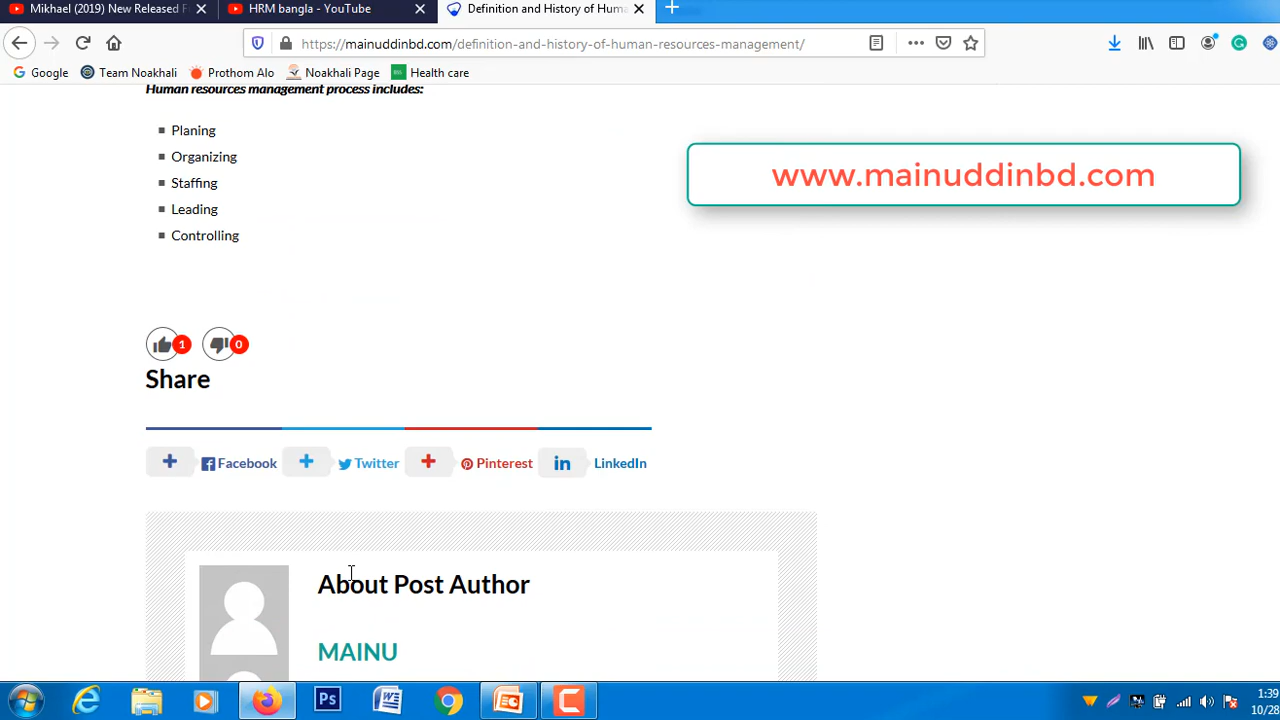 Mikhael (2019) New Released F
HRM bangla - YouTube
Definition and History of Huma
https://mainuddinbd.com/definition-and-history-of-human-resources-management/
Google
Team Noakhali
Prothom Alo
Noakhali Page
Health care
Human resources management process includes:
Planing
Organizing
Staffing
Leading
Controlling
www.mainuddinbd.com
1
0
Share
Facebook
Twitter
Pinterest
in
LinkedIn
About Post Author
MAINU
Ps
1:39
10/28